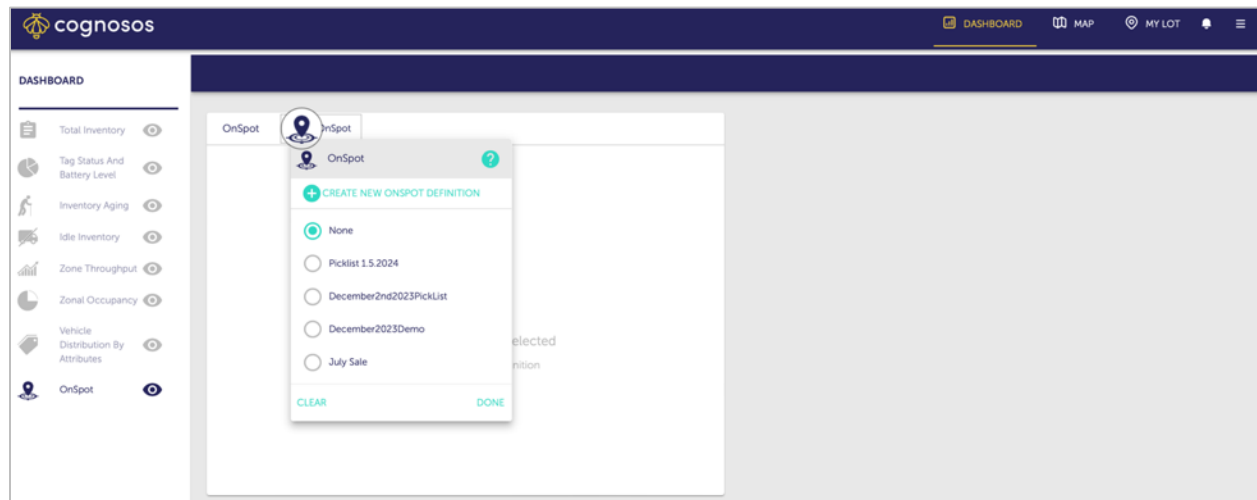 cognosos
DASHBOARD
MAP
MY LOT
DASHBOARD
Total Inventory
Tag Status And
Battery Level
Inventory Aging
Idle Inventory
Zone Throughput
Zonal Occupancy
Vehicle
Distribution By
Attributes
OnSpot
OnSpot
nSpot
OnSpot
?
CREATE NEW ONSPOT DEFINITION
None
Picklist 1.5.2024
December2nd2023PickList
December2023Demo
July Sale
elected
nition
CLEAR
DONE